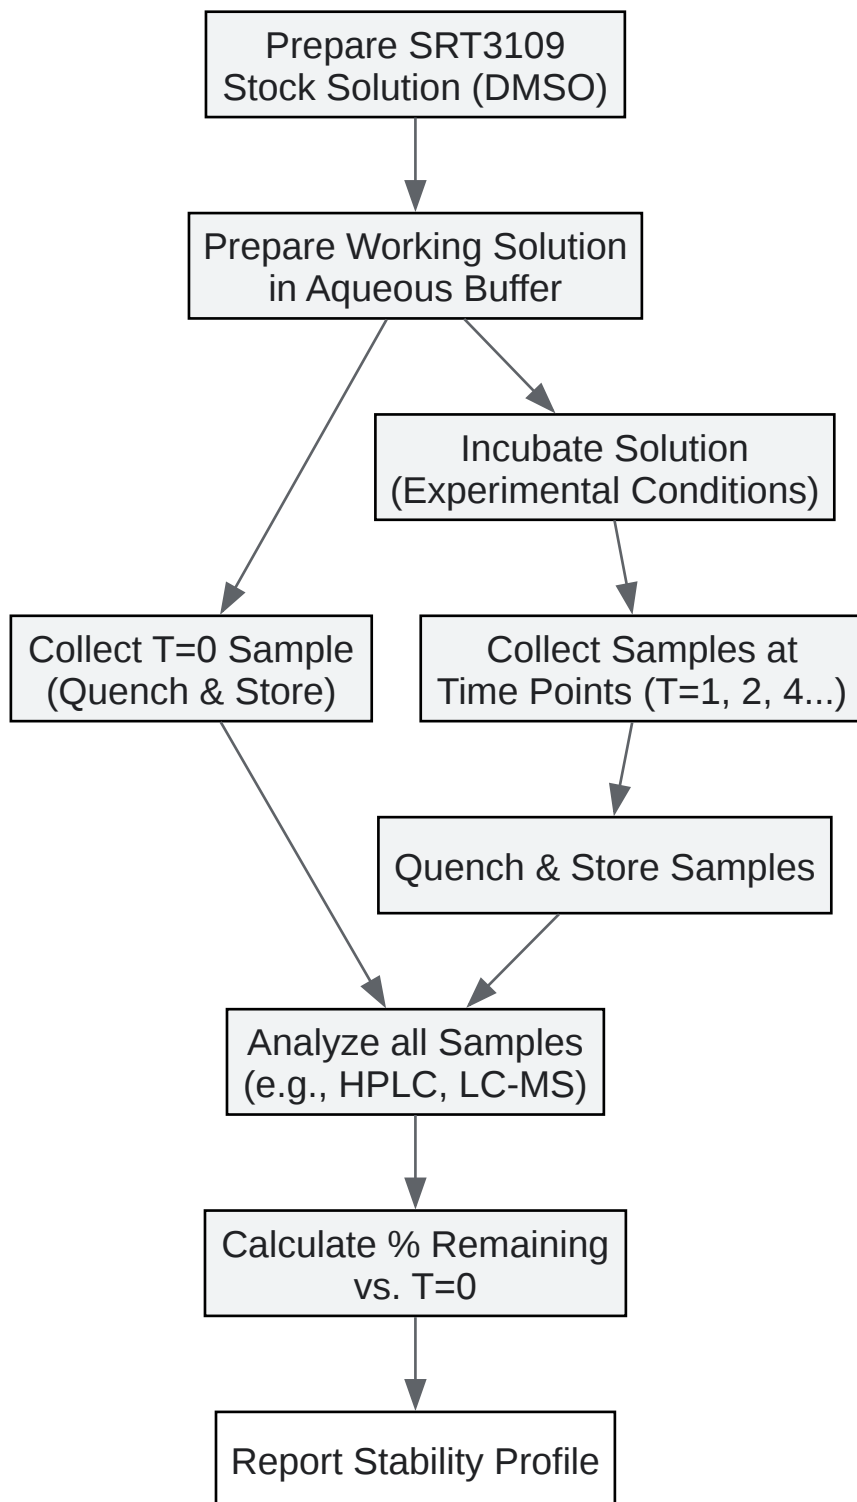 Prepare SRT3109
Stock Solution (DMSO)
Prepare Working Solution
in Aqueous Buffer
Incubate Solution
(Experimental Conditions)
Collect T=0 Sample
(Quench & Store)
Collect Samples at
Time Points (T=1, 2, 4...)
Quench & Store Samples
Analyze all Samples
(e.g., HPLC, LC-MS)
Calculate % Remaining
vs. T=0
Report Stability Profile